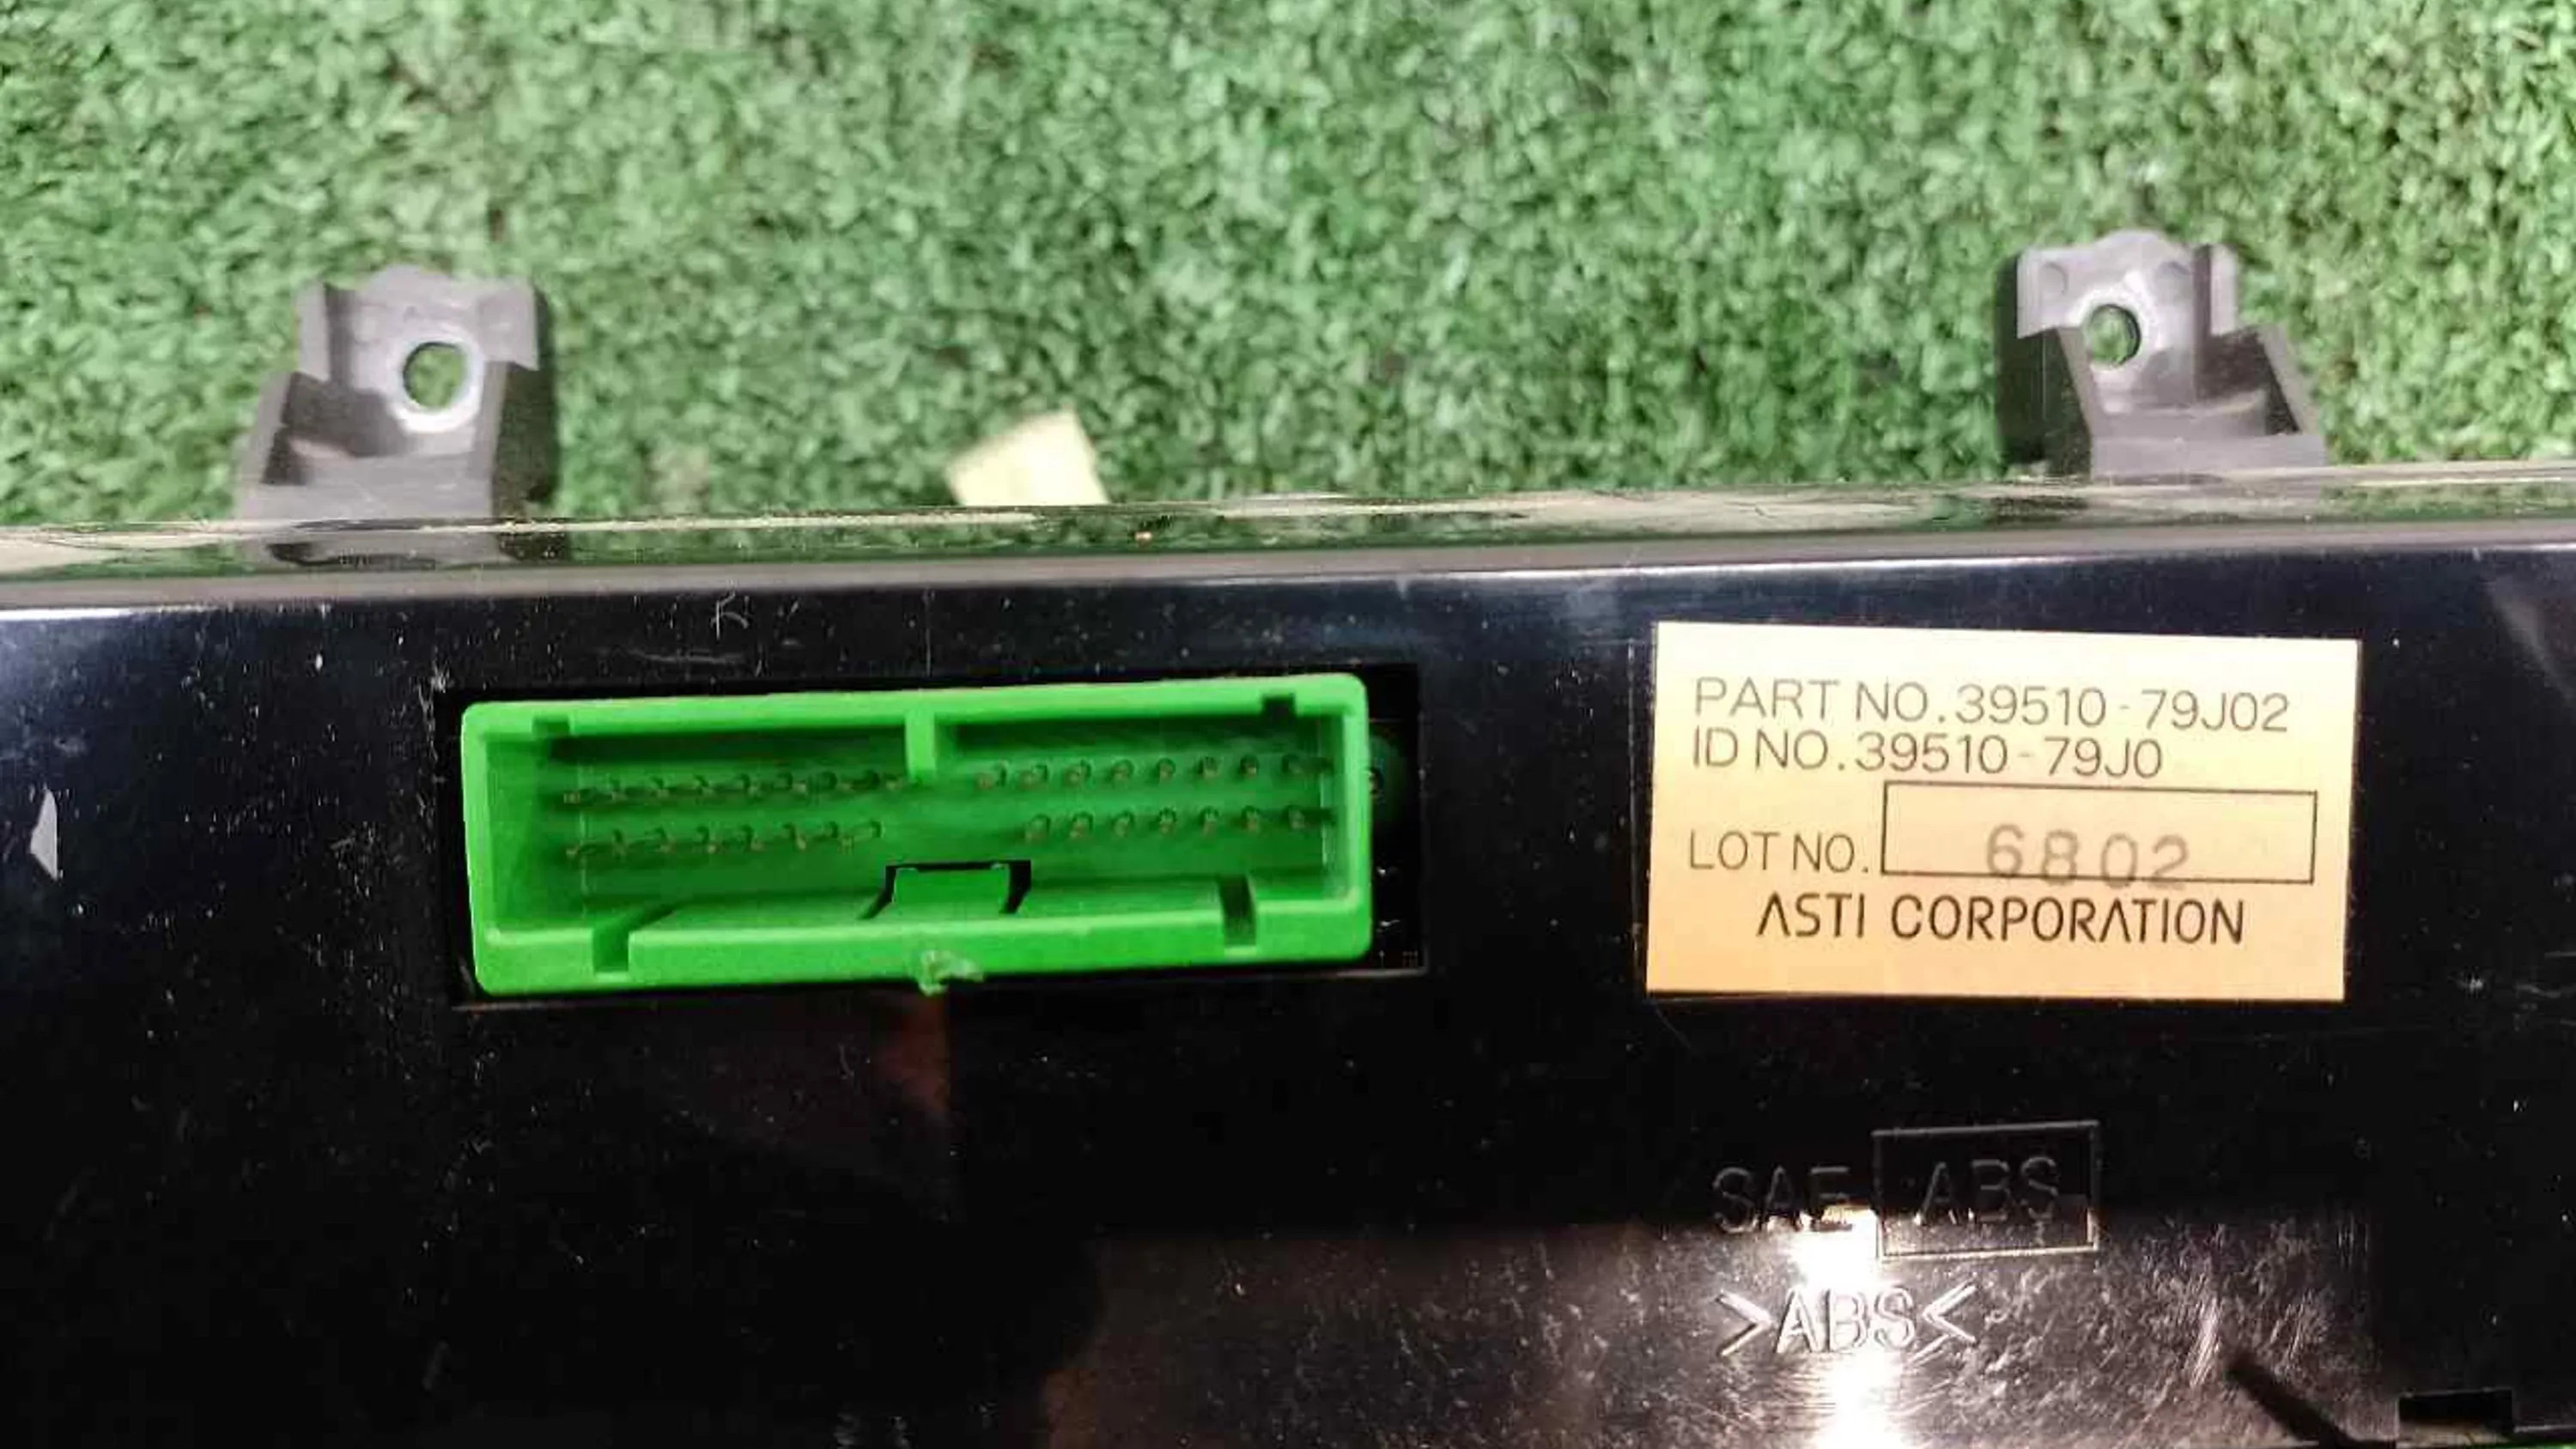 PART NO.39510-79J02
ID NO.39510-79J0
LOT NO. 6802
ASTI CORPORATION
SAE ABS
>ABS<